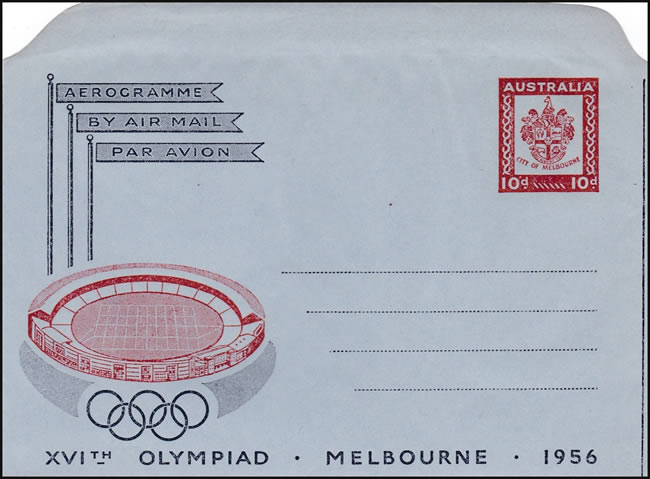 AEROGRAMME
BY AIR MAIL
PAR AVION
AUSTRALIA
CITY OF MELBOURNE
10d 10d
XVITH OLYMPIAD · MELBOURNE · 1956